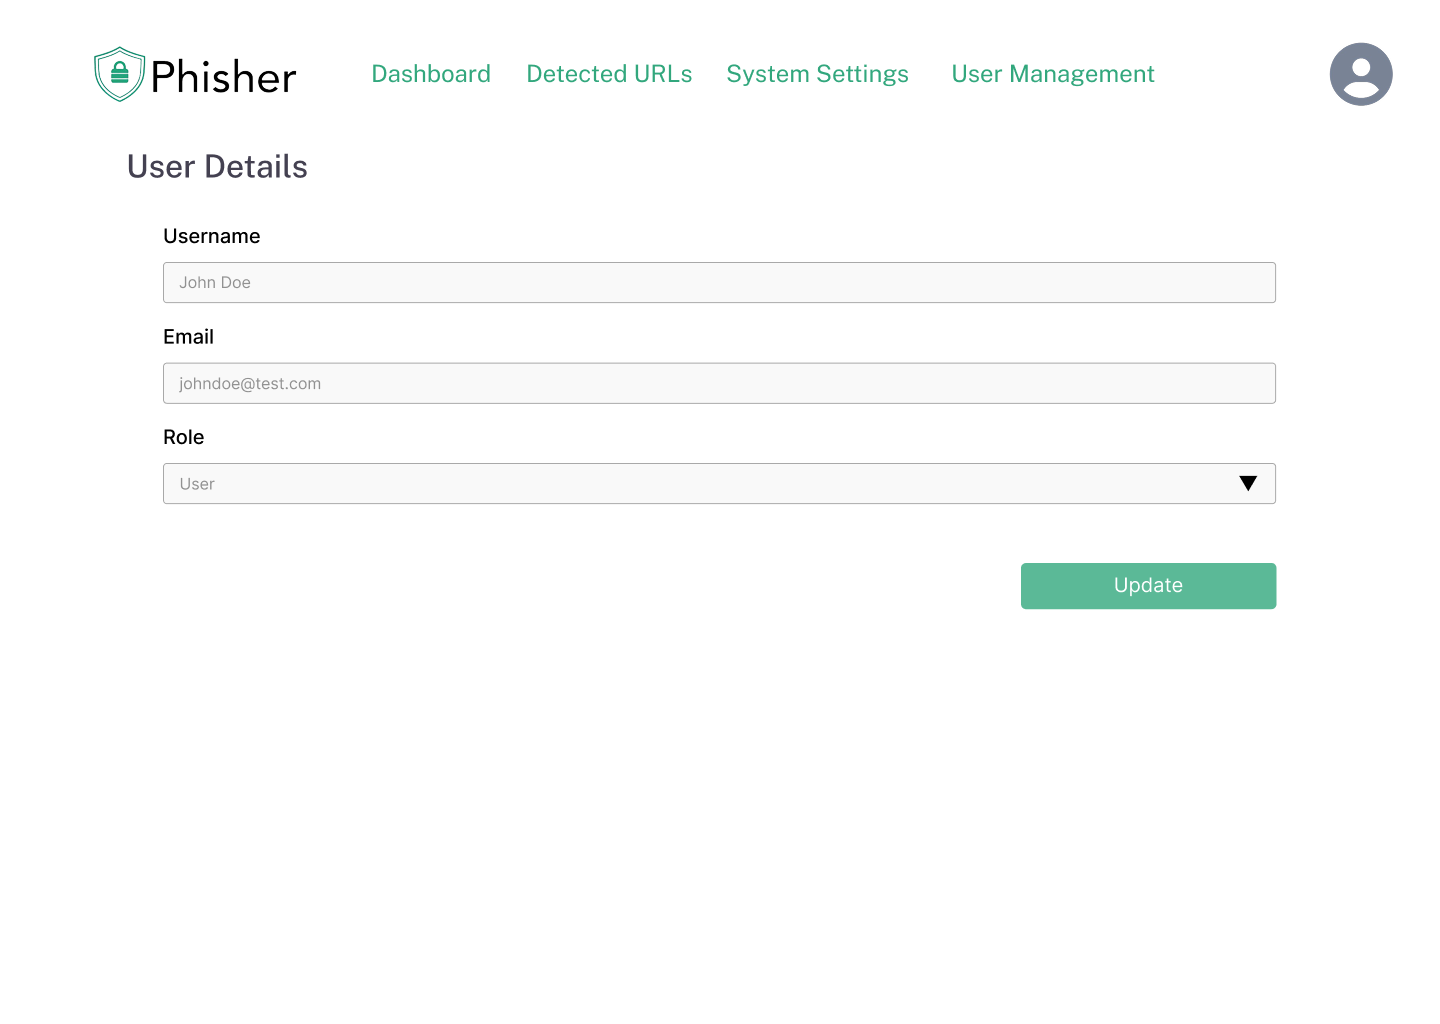 Phisher Dashboard Detected URLs System Settings User Management
User Details
Username
John Doe
Email
johndoe@test.com
Role
User
Update